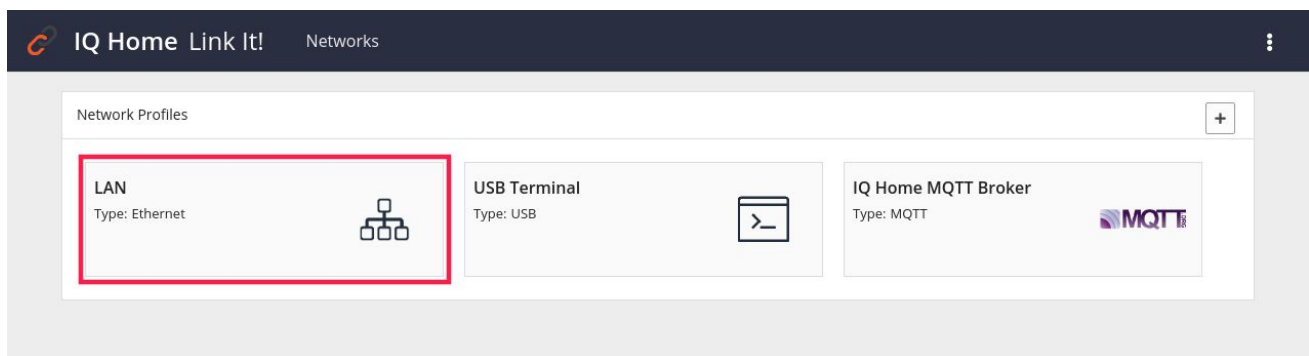 IQ Home Link It! Networks
Network Profiles
+
LAN
Type: Ethernet
USB Terminal
Type: USB
>_
IQ Home MQTT Broker
Type: MQTT
MQTT